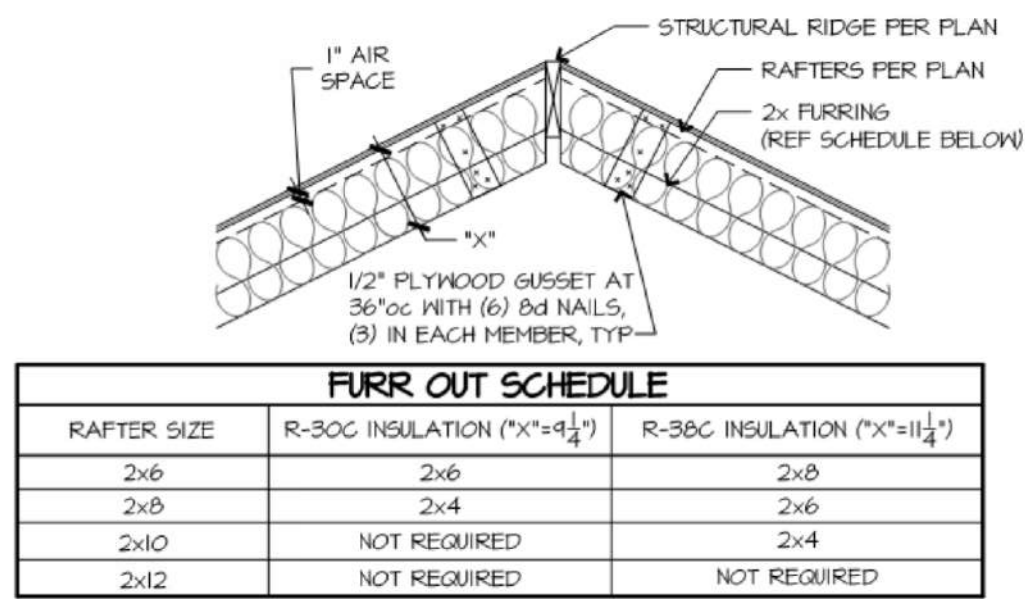 STRUCTURAL RIDGE PER PLAN
1" AIR
SPACE
RAFTERS PER PLAN
2x FURRING
(REF SCHEDULE BELOW)
"X"
1/2" PLYWOOD GUSSET AT
36"oc WITH (6) 8d NAILS,
(3) IN EACH MEMBER, TYP
FURR OUT SCHEDULE
RAFTER SIZE R-30C INSULATION ("X"=9 1/4") R-38C INSULATION ("X"=11 1/4")
2x6 2x6 2x8
2x8 2x4 2x6
2x10 NOT REQUIRED 2x4
2x12 NOT REQUIRED NOT REQUIRED